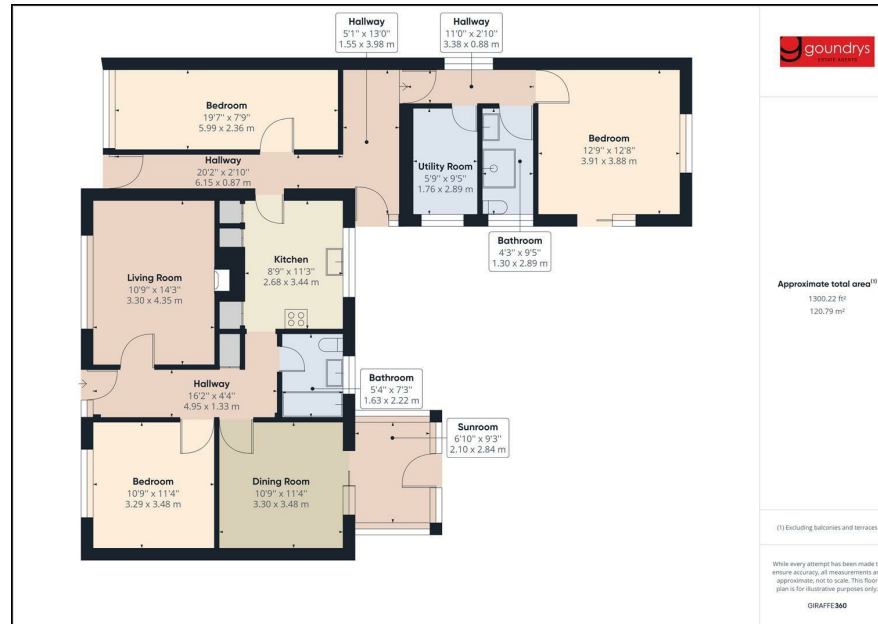 Hallway
5'1" x 13'0"
1.55 x 3.98 m
Hallway
11'0" x 2'10"
3.38 x 0.88 m
Bedroom
19'7" x 7'9"
5.99 x 2.36 m
Hallway
20'2" x 2'10"
6.15 x 0.87 m
Utility Room
5'9" x 9'5"
1.76 x 2.89 m
Bedroom
12'9" x 12'8"
3.91 x 3.88 m
Bathroom
4'3" x 9'5"
1.30 x 2.89 m
Living Room
10'9" x 14'3"
3.30 x 4.35 m
Kitchen
8'9" x 11'3"
2.68 x 3.44 m
Hallway
16'2" x 4'4"
4.95 x 1.33 m
Bathroom
5'4" x 7'3"
1.63 x 2.22 m
Sunroom
6'10" x 9'3"
2.10 x 2.84 m
Bedroom
10'9" x 11'4"
3.29 x 3.48 m
Dining Room
10'9" x 11'4"
3.30 x 3.48 m
goundrys
ESTATE AGENTS
Approximate total area(1)
1300.22 ft²
120.79 m²
(1) Excluding balconies and terraces
While every attempt has been made t
ensure accuracy, all measurements ar
approximate, not to scale. This floor
plan is for illustrative purposes only.
GIRAFFE360